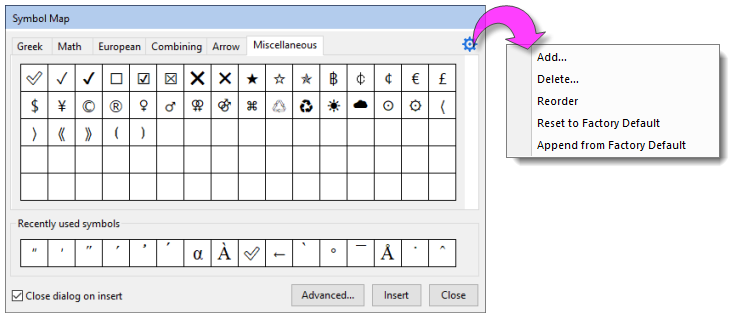 Symbol Map
Greek Math European Combining Arrow Miscellaneous
✓ ✓ ✔ ☐ ☑ ☒ ❌ ✕ ★ ☆ ✯ ฿ ₵ ¢ € £
$ ¥ © ® ♀ ♂ ⚢ ⚤ ⌘ ♺ ♻ ☀ ☁ ⊙ ⚙ ⟨
⟩ ⟪ ⟫ ( )
Recently used symbols
α À ✓ ← ` ° ¯ Å ˙ ˆ
Close dialog on insert
Advanced... Insert Close
Add...
Delete...
Reorder
Reset to Factory Default
Append from Factory Default